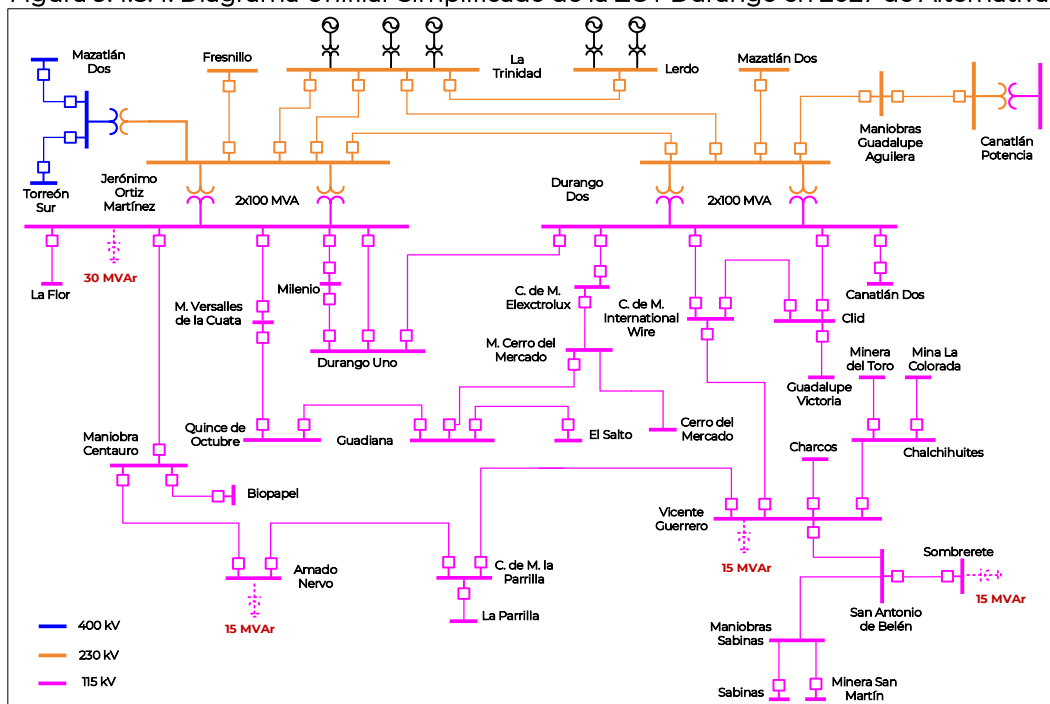 Mazatlán
Dos
Fresnillo
La
Trinidad
Lerdo
Mazatlán Dos
Maniobras
Guadalupe
Aguilera
Canatlán
Potencia
Torreón
Sur
Jerónimo
Ortiz
Martínez
2x100 MVA
Durango
Dos
2x100 MVA
La Flor
30 MVAr
M. Versalles
de la Cuata
Milenio
Durango Uno
C. de M.
Elexctrolux
C. de M.
International
Wire
Canatlán Dos
Clid
M. Cerro del
Mercado
Minera
del Toro
Mina La
Colorada
Guadalupe
Victoria
Quince de
Octubre
Guadiana
El Salto
Cerro del
Mercado
Maniobra
Centauro
Charcos
Chalchihuites
Biopapel
Vicente
Guerrero
Amado
Nervo
C. de M. la
Parrilla
15 MVAr
Sombrerete
15 MVAr
La Parrilla
San Antonio
de Belén
15 MVAr
Maniobras
Sabinas
Sabinas
Minera San
Martín
400 kV
230 kV
115 kV